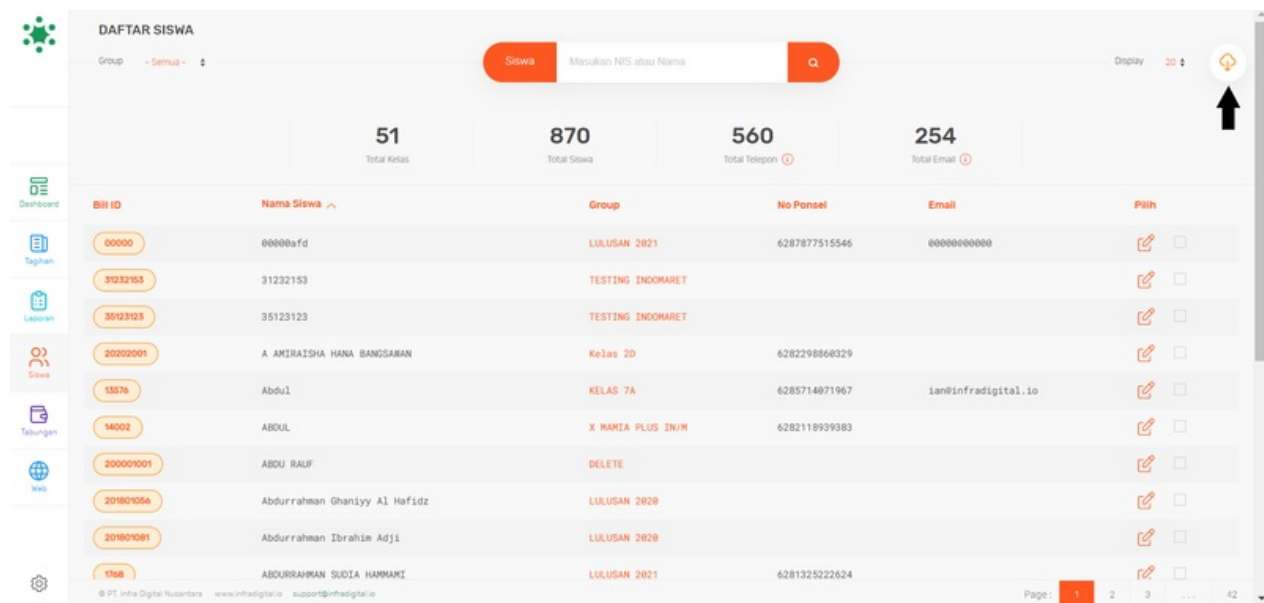 DAFTAR SISWA
Group - Semua -
Siswa Masukan NIS atau Nama
Display 20
51 870 560 254
Total Kelas Total Siswa Total Telepon Total Email
Dashboard
Tagihan
Laporan
Siswa
Tabungan
Web
Bill ID Nama Siswa Group No Ponsel Email Pilih
00000 00000afd LULUSAN 2021 6287877515546 00000@00000
31232153 31232153 TESTING INDOMARET
35123123 35123123 TESTING INDOMARET
20202001 A AMIRAISHA HANA BANGSAWAN Kelas 2D 6282298860329
13576 Abdul KELAS 7A 6285714071967 ian@infradigital.io
14002 ABDUL X MAMIA PLUS IN/M 6282118939383
200001001 ABDU RAUF DELETE
201801056 Abdurrahman Ghaniyy Al Hafidz LULUSAN 2020
201801081 Abdurrahman Ibrahim Adji LULUSAN 2020
1768 ABDURRAHMAN SUDIA HAMMAMI LULUSAN 2021 6281325222624
© PT. Infra Digital Nusantara www.infradigital.io support@infradigital.io Page : 1 2 3 ... 42